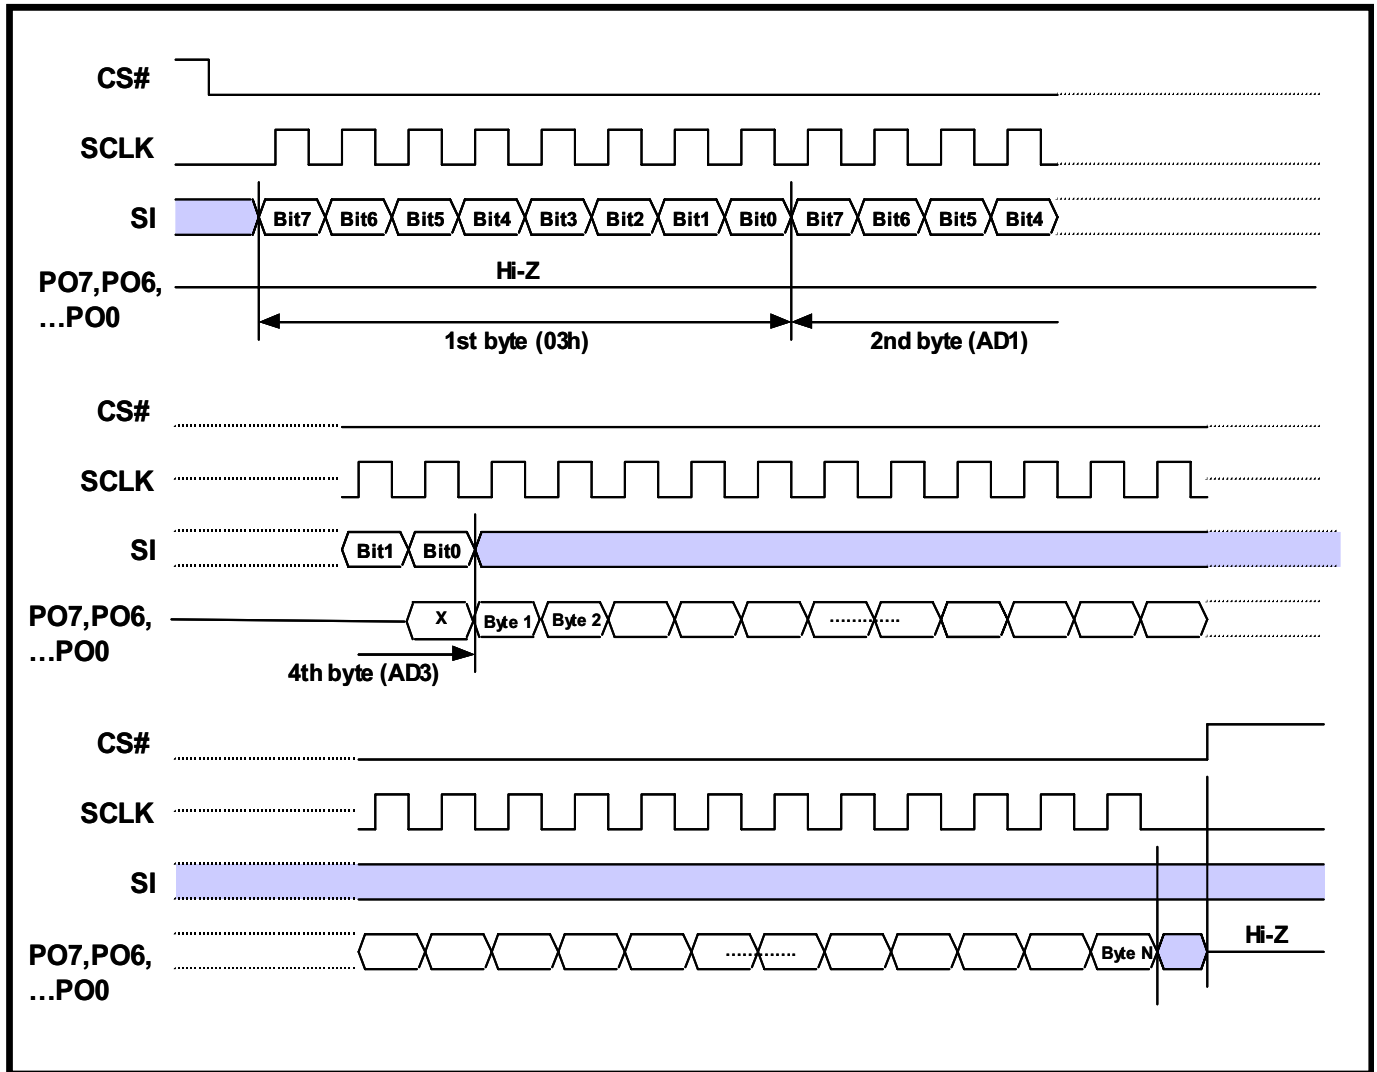 CS#
SCLK
SI
Bit7 Bit6 Bit5 Bit4 Bit3 Bit2 Bit1 Bit0 Bit7 Bit6 Bit5 Bit4
Hi-Z
PO7,PO6,
...PO0
1st byte (03h)
2nd byte (AD1)
CS#
SCLK
SI
Bit1 Bit0
PO7,PO6,
...PO0
X Byte 1 Byte 2 ............
4th byte (AD3)
CS#
SCLK
SI
PO7,PO6,
...PO0
............ Byte N
Hi-Z